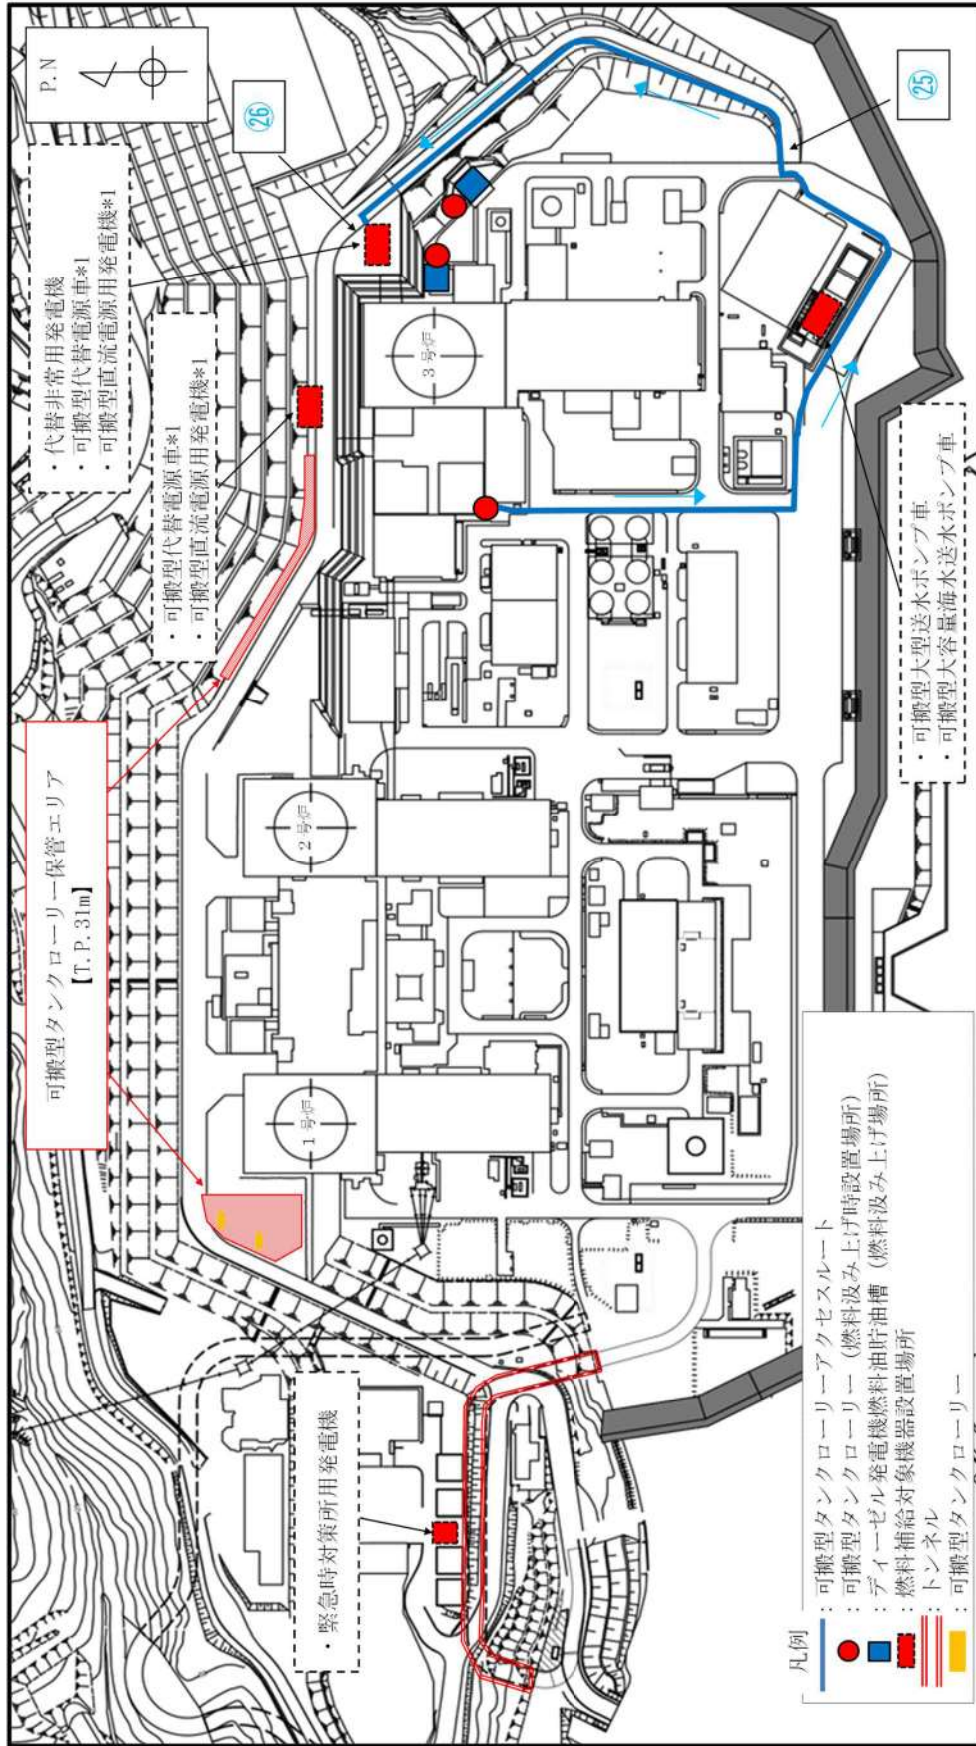 P.N
・代替非常用発電機
・可搬型代替電源車*1
・可搬型直流電源用発電機*1
㉖
・可搬型代替電源車*1
・可搬型直流電源用発電機*1
可搬型タンクローリー保管エリア
【T.P.31m】
・緊急時対策所用発電機
㉕
3号炉
2号炉
1号炉
・可搬型大型送水ポンプ車
・可搬型大容量海水送水ポンプ車
凡例
：可搬型タンクローリーアクセスルート
：可搬型タンクローリー（燃料汲み上げ時設置場所）
：ディーゼル発電機燃料油貯油槽（燃料汲み上げ場所）
：燃料補給対象機器設置場所
：トンネル
：可搬型タンクローリー